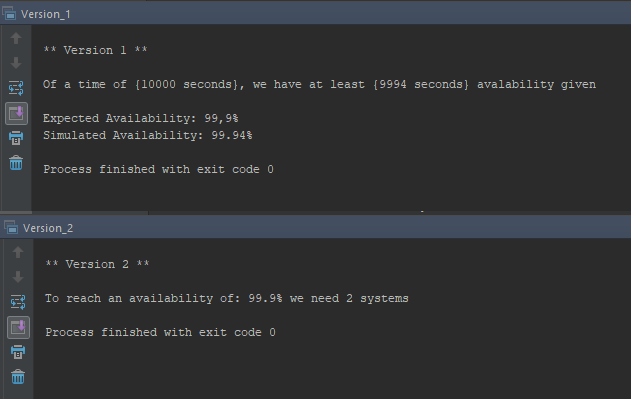 Version_1
** Version 1 **
Of a time of {10000 seconds}, we have at least {9994 seconds} avalability given
Expected Availability: 99,9%
Simulated Availability: 99.94%
Process finished with exit code 0
Version_2
** Version 2 **
To reach an availability of: 99.9% we need 2 systems
Process finished with exit code 0